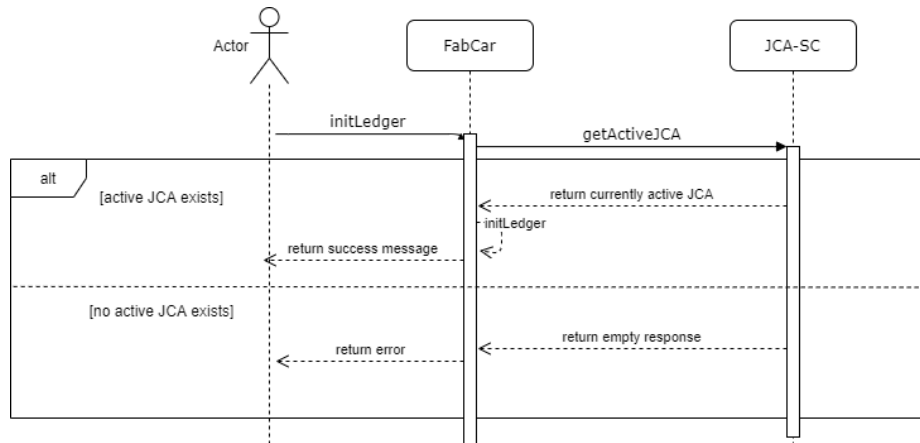 Actor
FabCar
JCA-SC
initLedger
getActiveJCA
alt
[active JCA exists]
return currently active JCA
initLedger
return success message
[no active JCA exists]
return empty response
return error